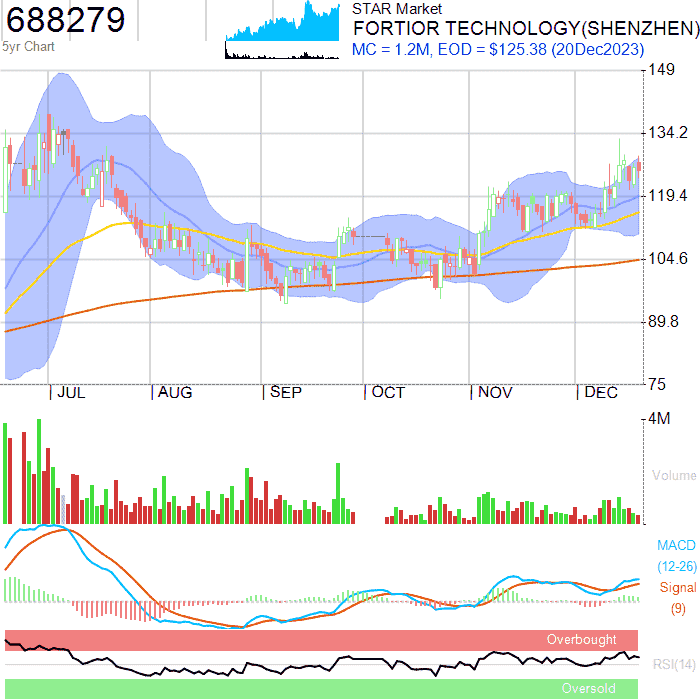 688279
STAR Market
FORTIOR TECHNOLOGY(SHENZHEN)
5yr Chart
MC = 1.2M, EOD = $125.38 (20Dec2023)
149
134.2
119.4
104.6
89.8
75
JUL AUG SEP OCT NOV DEC
4M
Volume
MACD
(12-26)
Signal
(9)
Overbought
RSI(14)
Oversold